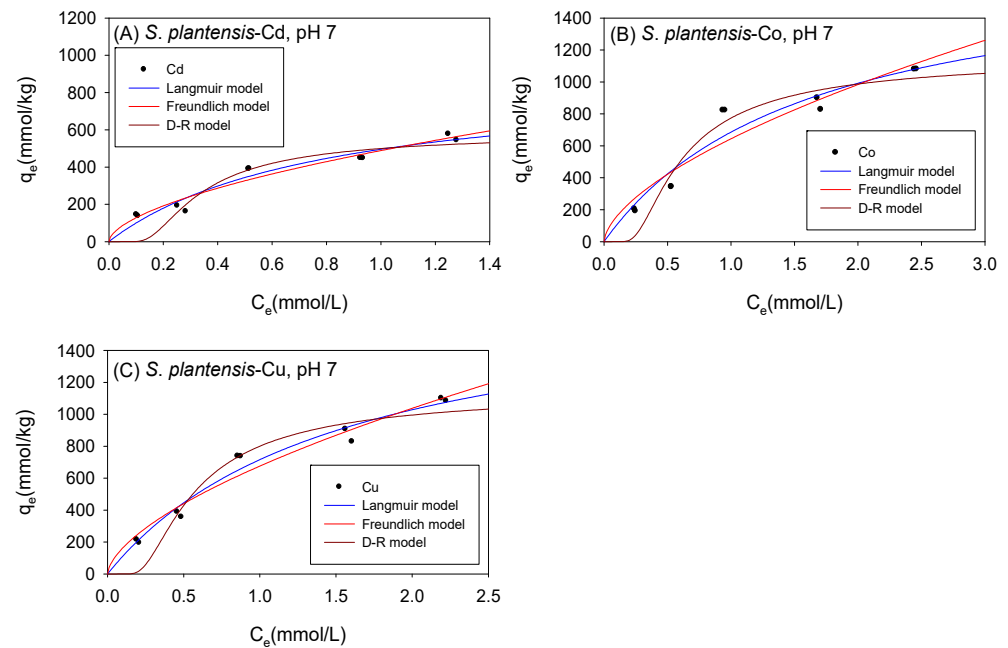 (A) S. plantensis-Cd, pH 7
Cd
Langmuir model
Freundlich model
D-R model
1200
1000
800
600
400
200
0
0.0 0.2 0.4 0.6 0.8 1.0 1.2 1.4
qe(mmol/kg)
Ce(mmol/L)
(B) S. plantensis-Co, pH 7
Co
Langmuir model
Freundlich model
D-R model
1400
1200
1000
800
600
400
200
0
0.0 0.5 1.0 1.5 2.0 2.5 3.0
qe(mmol/kg)
Ce(mmol/L)
(C) S. plantensis-Cu, pH 7
Cu
Langmuir model
Freundlich model
D-R model
1400
1200
1000
800
600
400
200
0
0.0 0.5 1.0 1.5 2.0 2.5
qe(mmol/kg)
Ce(mmol/L)